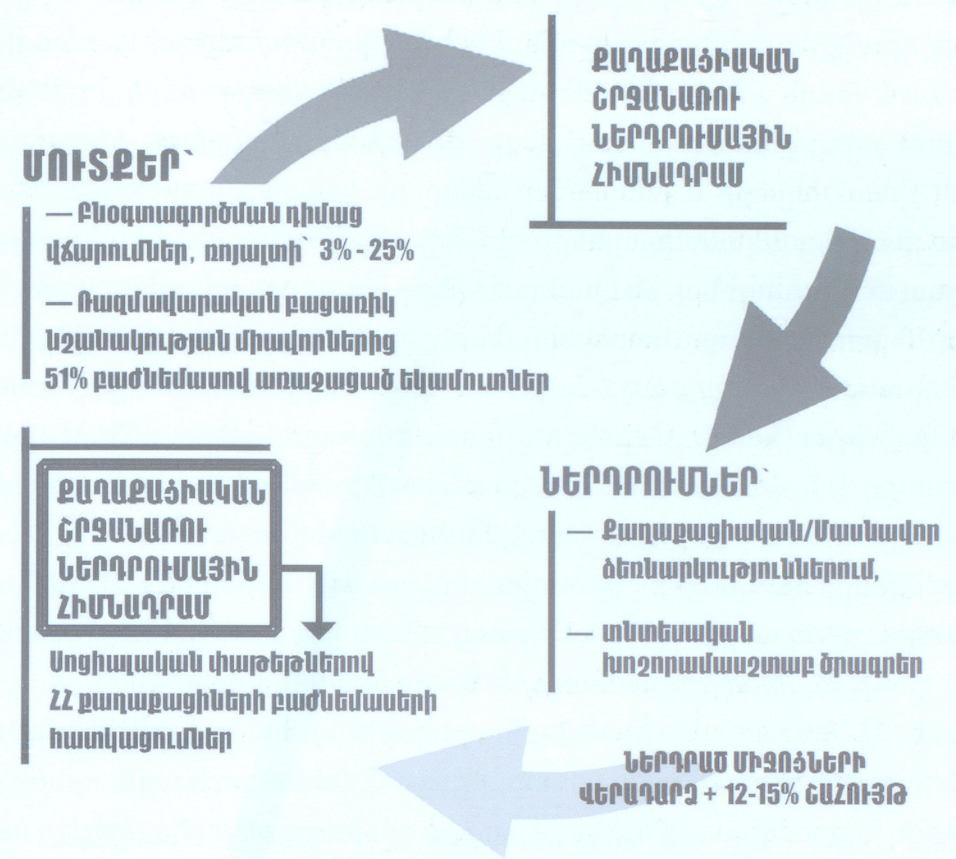 ՄՈՒՏՔԵՐ՝
— Բնօգտագործման դիմաց
վճարումներ, ռոյալտի՝ 3% - 25%
— Ռազմավարական բացառիկ
նշանակության միավորներից
51% բաժնեմասով առաջացած եկամուտներ
ՔԱՂԱՔԱՑԻԱԿԱՆ
ՇՐՋԱՆԱՌՈՒ
ՆԵՐԴՐՈՒՄԱՅԻՆ
ՀԻՄՆԱԴՐԱՄ
ՆԵՐԴՐՈՒՄՆԵՐ՝
Քաղաքացիական/Մասնավոր
ձեռնարկություններում,
տնտեսական
խոշորամասշտաբ ծրագրեր
ՆԵՐԴՐԱԾ ՄԻՋՈՑՆԵՐԻ
ՎԵՐԱԴԱՐՁ + 12-15% ՇԱՀՈՒՅԹ
ՔԱՂԱՔԱՑԻԱԿԱՆ
ՇՐՋԱՆԱՌՈՒ
ՆԵՐԴՐՈՒՄԱՅԻՆ
ՀԻՄՆԱԴՐԱՄ
Սոցիալական փաթեթներով
ՀՀ քաղաքացիների բաժնեմասերի
հատկացումներ